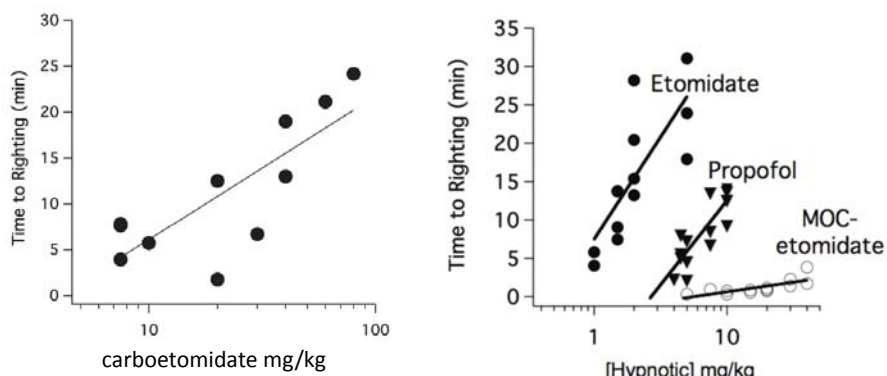 30
25
20
15
10
5
0
Time to Righting (min)
10
100
carboetomidate mg/kg
35
30
25
20
15
10
5
0
Time to Righting (min)
Etomidate
Propofol
MOC-
etomidate
1
10
[Hypnotic] mg/kg